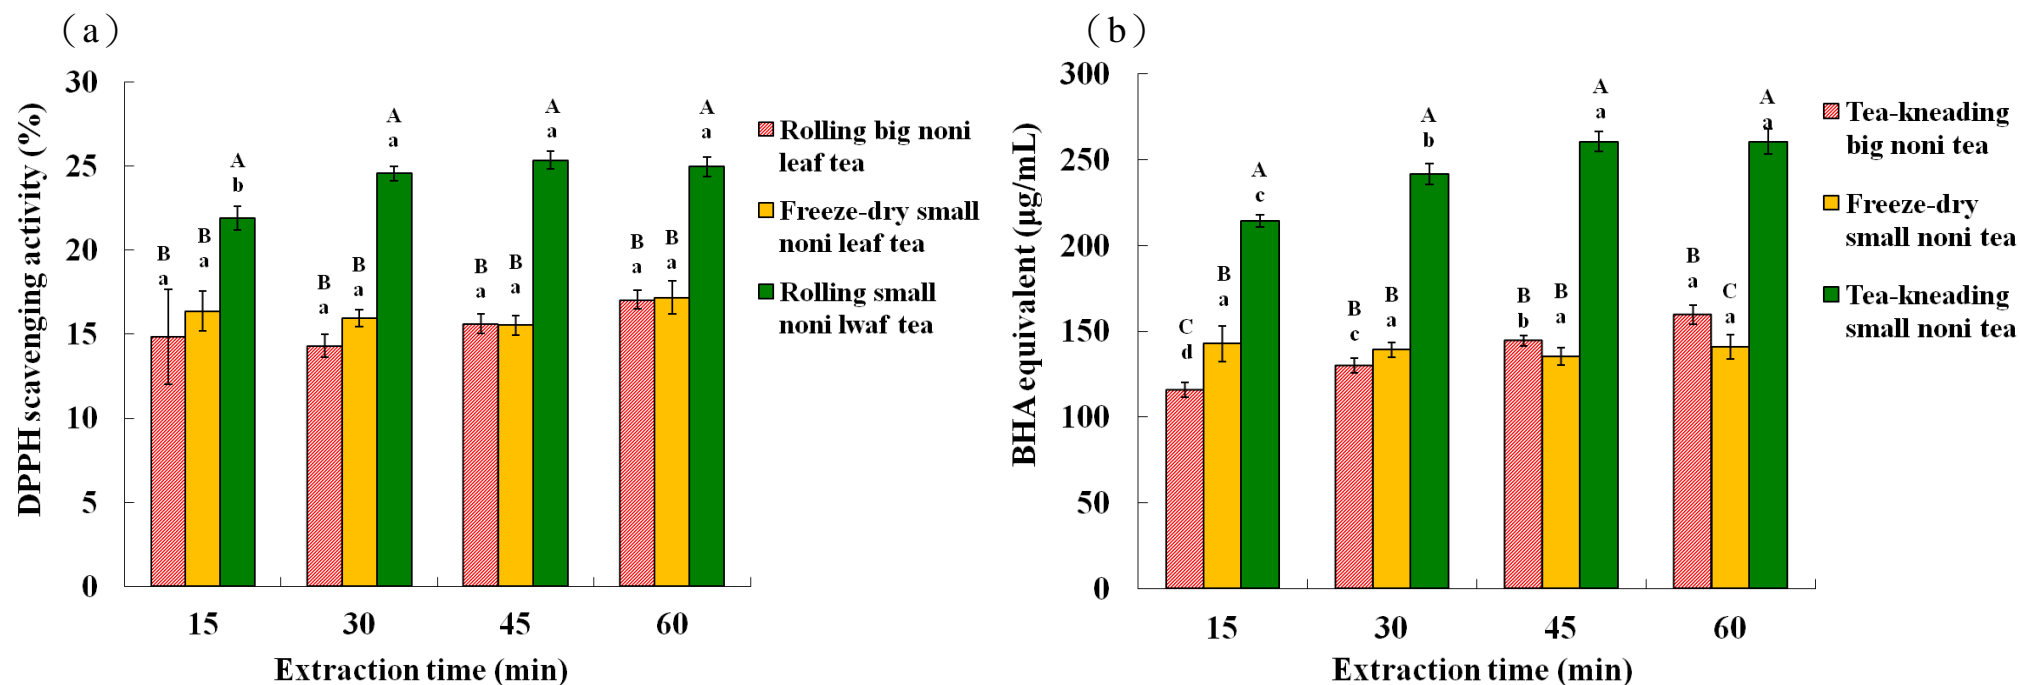 （a）
30
25
20
15
10
5
0
DPPH scavenging activity (%)
B
a
B
a
A
b
B
a
B
a
A
a
B
a
B
a
A
a
B
a
B
a
A
a
15
30
45
60
Extraction time (min)
Rolling big noni
leaf tea
Freeze-dry small
noni leaf tea
Rolling small
noni lwaf tea
（b）
300
250
200
150
100
50
0
BHA equivalent (μg/mL)
C
d
B
a
A
c
B
c
B
a
A
b
B
b
B
a
A
a
B
a
C
a
A
a
15
30
45
60
Extraction time (min)
Tea-kneading
big noni tea
Freeze-dry
small noni tea
Tea-kneading
small noni tea